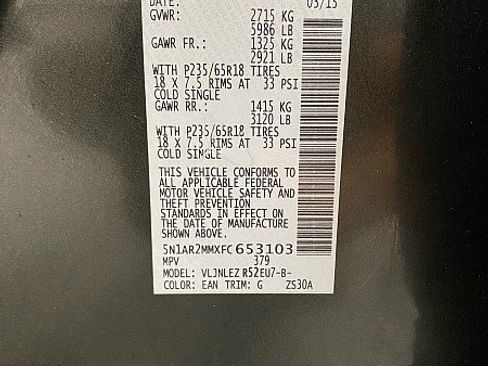 DATE: 03/15
GVWR: 2715 KG
5986 LB
GAWR FR.: 1325 KG
2921 LB
WITH P235/65R18 TIRES
18 X 7.5 RIMS AT 33 PSI
COLD SINGLE
GAWR RR.: 1415 KG
3120 LB
WITH P235/65R18 TIRES
18 X 7.5 RIMS AT 33 PSI
COLD SINGLE
THIS VEHICLE CONFORMS TO
ALL APPLICABLE FEDERAL
MOTOR VEHICLE SAFETY AND
THEFT PREVENTION
STANDARDS IN EFFECT ON
THE DATE OF MANUFACTURE
SHOWN ABOVE.
5N1AR2MMXFC653103
MPV 379
MODEL: VLJNLEZ R52EU7-B-
COLOR: EAN TRIM: G ZS30A